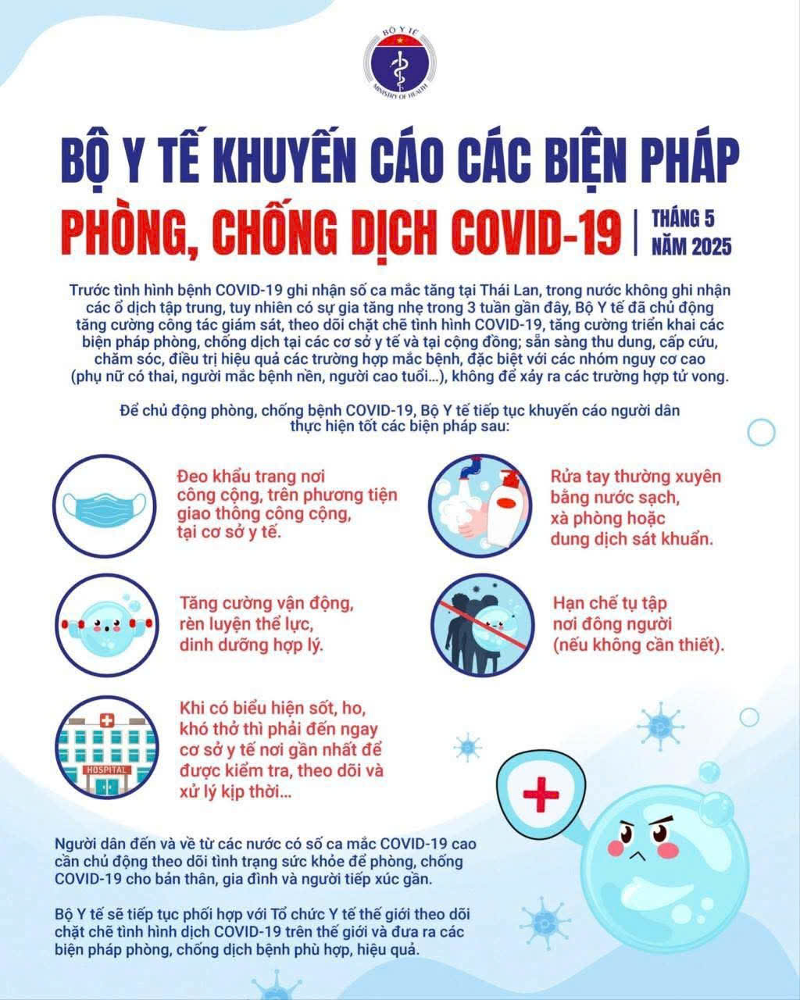 BỘ Y TẾ
MINISTRY OF HEALTH
BỘ Y TẾ KHUYẾN CÁO CÁC BIỆN PHÁP
PHÒNG, CHỐNG DỊCH COVID-19
THÁNG 5
NĂM 2025
Trước tình hình bệnh COVID-19 ghi nhận số ca mắc tăng tại Thái Lan, trong nước không ghi nhận
các ổ dịch tập trung, tuy nhiên có sự gia tăng nhẹ trong 3 tuần gần đây, Bộ Y tế đã chủ động
tăng cường công tác giám sát, theo dõi chặt chẽ tình hình COVID-19, tăng cường triển khai các
biện pháp phòng, chống dịch tại các cơ sở y tế và tại cộng đồng; sẵn sàng thu dung, cấp cứu,
chăm sóc, điều trị hiệu quả các trường hợp mắc bệnh, đặc biệt với các nhóm nguy cơ cao
(phụ nữ có thai, người mắc bệnh nền, người cao tuổi...), không để xảy ra các trường hợp tử vong.
Để chủ động phòng, chống bệnh COVID-19, Bộ Y tế tiếp tục khuyến cáo người dân
thực hiện tốt các biện pháp sau:
Đeo khẩu trang nơi
công cộng, trên phương tiện
giao thông công cộng,
tại cơ sở y tế.
Rửa tay thường xuyên
bằng nước sạch,
xà phòng hoặc
dung dịch sát khuẩn.
Tăng cường vận động,
rèn luyện thể lực,
dinh dưỡng hợp lý.
Hạn chế tụ tập
nơi đông người
(nếu không cần thiết).
HOSPITAL
Khi có biểu hiện sốt, ho,
khó thở thì phải đến ngay
cơ sở y tế nơi gần nhất để
được kiểm tra, theo dõi và
xử lý kịp thời...
Người dân đến và về từ các nước có số ca mắc COVID-19 cao
cần chủ động theo dõi tình trạng sức khỏe để phòng, chống
COVID-19 cho bản thân, gia đình và người tiếp xúc gần.
Bộ Y tế sẽ tiếp tục phối hợp với Tổ chức Y tế thế giới theo dõi
chặt chẽ tình hình dịch COVID-19 trên thế giới và đưa ra các
biện pháp phòng, chống dịch bệnh phù hợp, hiệu quả.